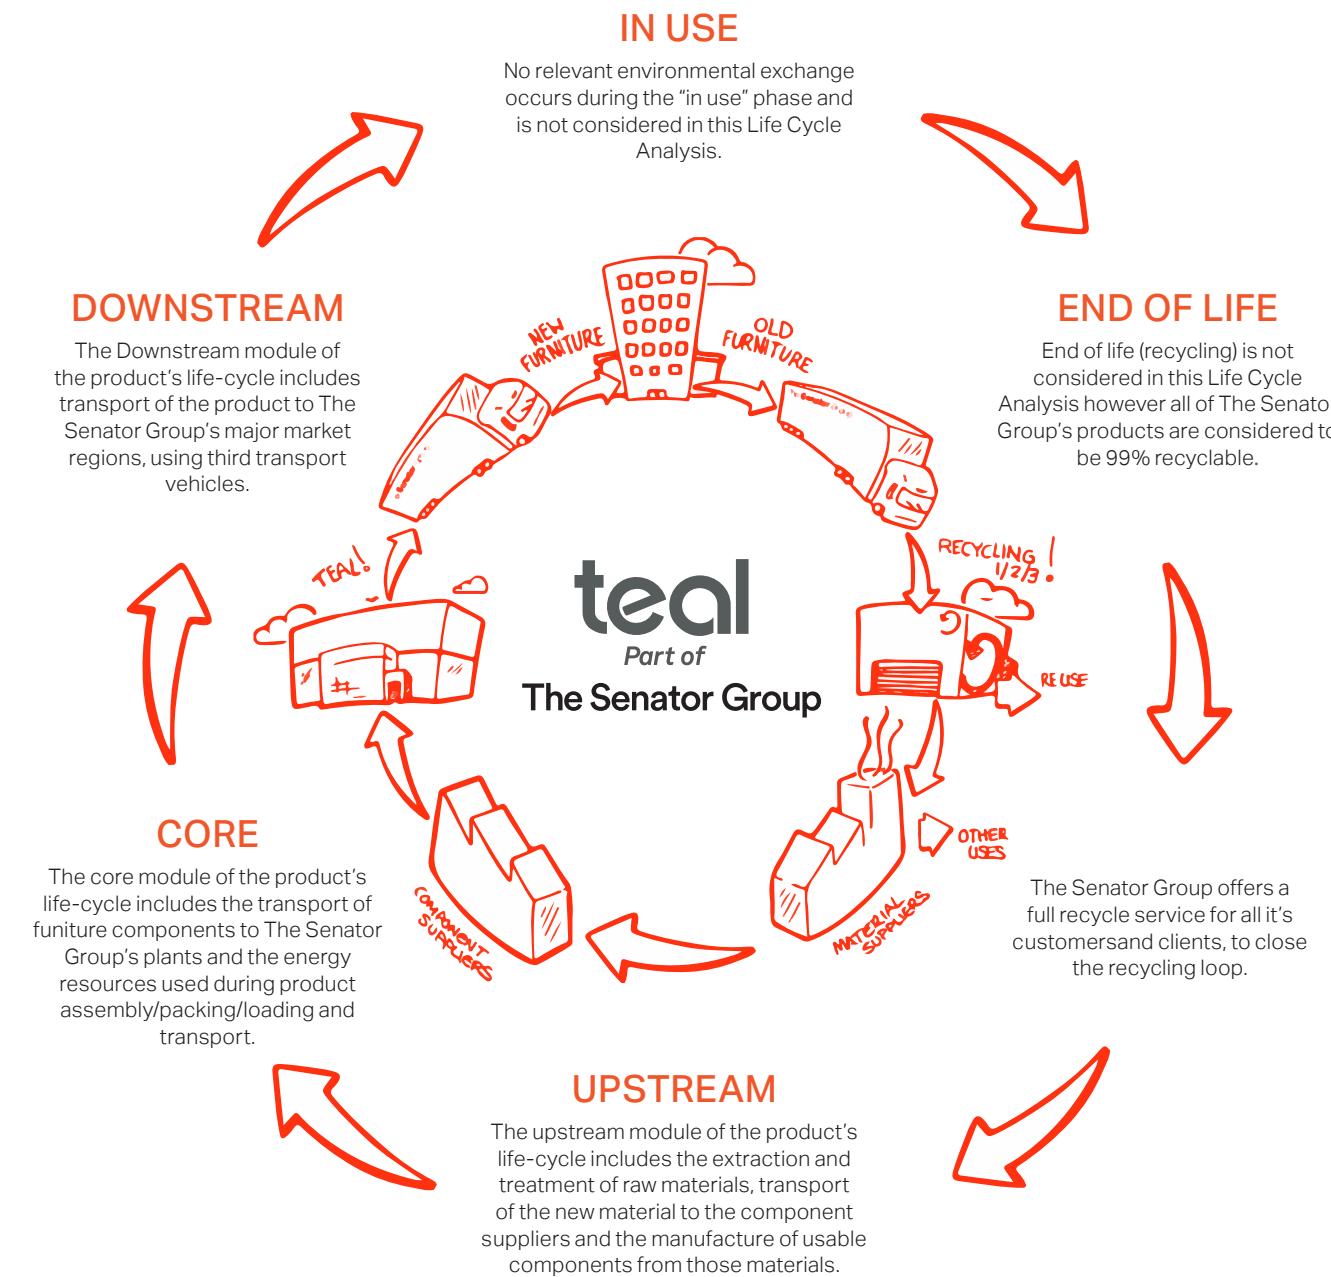 IN USE
No relevant environmental exchange
occurs during the “in use” phase and
is not considered in this Life Cycle
Analysis.
DOWNSTREAM
The Downstream module of
the product’s life-cycle includes
transport of the product to The
Senator Group’s major market
regions, using third transport
vehicles.
END OF LIFE
End of life (recycling) is not
considered in this Life Cycle
Analysis however all of The Senato
Group’s products are considered to
be 99% recyclable.
NEW
FURNITURE
OLD
FURNITURE
Senator
Senator
TEAL!
RECYCLING
1/2/3!
RE USE
teal
Part of
The Senator Group
OTHER
USES
COMPONENT
SUPPLIERS
MATERIAL
SUPPLIERS
CORE
The core module of the product’s
life-cycle includes the transport of
funiture components to The Senator
Group’s plants and the energy
resources used during product
assembly/packing/loading and
transport.
The Senator Group offers a
full recycle service for all it’s
customersand clients, to close
the recycling loop.
UPSTREAM
The upstream module of the product’s
life-cycle includes the extraction and
treatment of raw materials, transport
of the new material to the component
suppliers and the manufacture of usable
components from those materials.